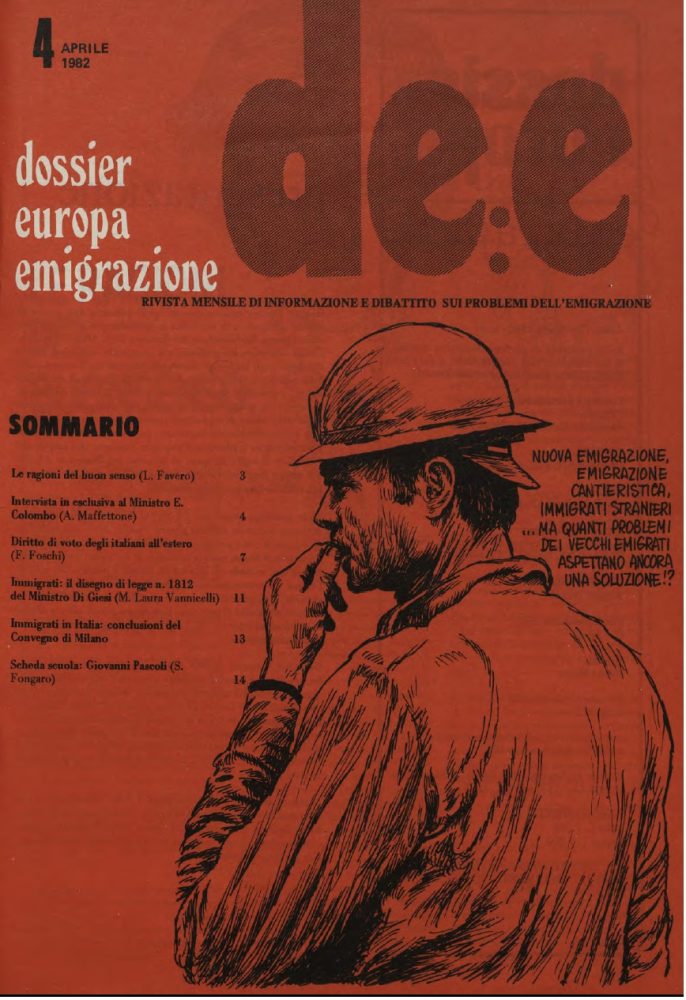 4 APRILE
1982
de:e
dossier
europa
emigrazione
RIVISTA MENSILE DI INFORMAZIONE E DIBATTITO SUI PROBLEMI DELL'EMIGRAZIONE
SOMMARIO
Le ragioni del buon senso (L. Favero) 3
Intervista in esclusiva al Ministro E.
Colombo (A. Maffettone) 4
Diritto di voto degli italiani all'estero
(F. Foschi) 7
Immigrati: il disegno di legge n. 1812
del Ministro Di Giesi (M. Laura Vannicelli) 11
Immigrati in Italia: conclusioni del
Convegno di Milano 13
Scheda scuola: Giovanni Pascoli (S.
Fongaro) 14
NUOVA EMIGRAZIONE,
EMIGRAZIONE
CANTIERISTICA,
IMMIGRATI STRANIERI
... MA QUANTI PROBLEMI
DEI VECCHI EMIGRATI
ASPETTANO ANCORA
UNA SOLUZIONE!?